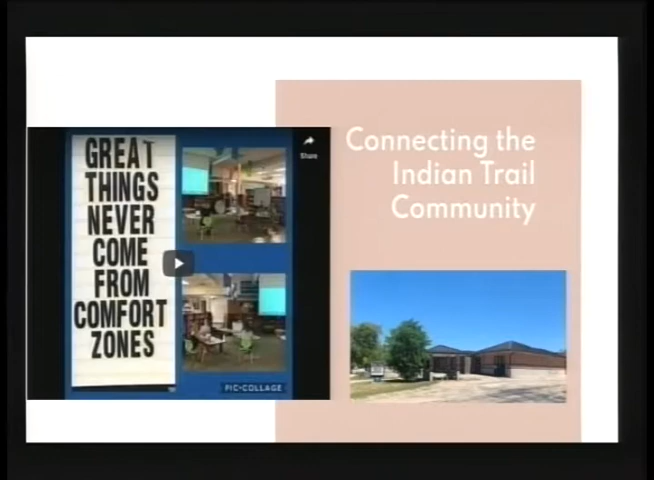 GREAT
THINGS
NEVER
COME
FROM
COMFORT
ZONES
Share
PIC•COLLAGE
Connecting the
Indian Trail
Community